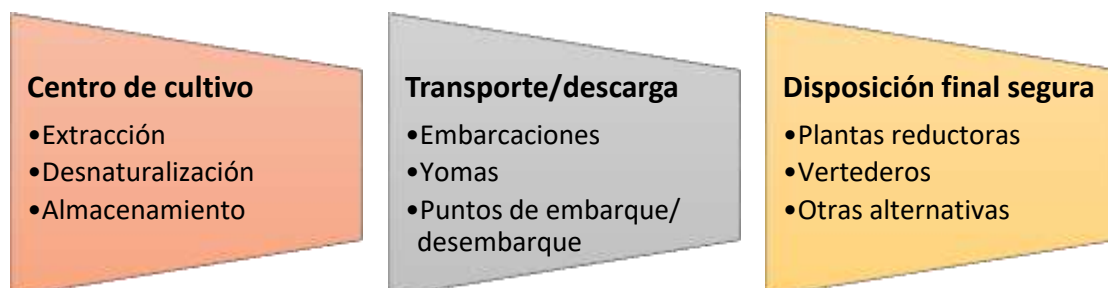 Centro de cultivo
•Extracción
•Desnaturalización
•Almacenamiento
Transporte/descarga
•Embarcaciones
•Yomas
•Puntos de embarque/
desembarque
Disposición final segura
•Plantas reductoras
•Vertederos
•Otras alternativas